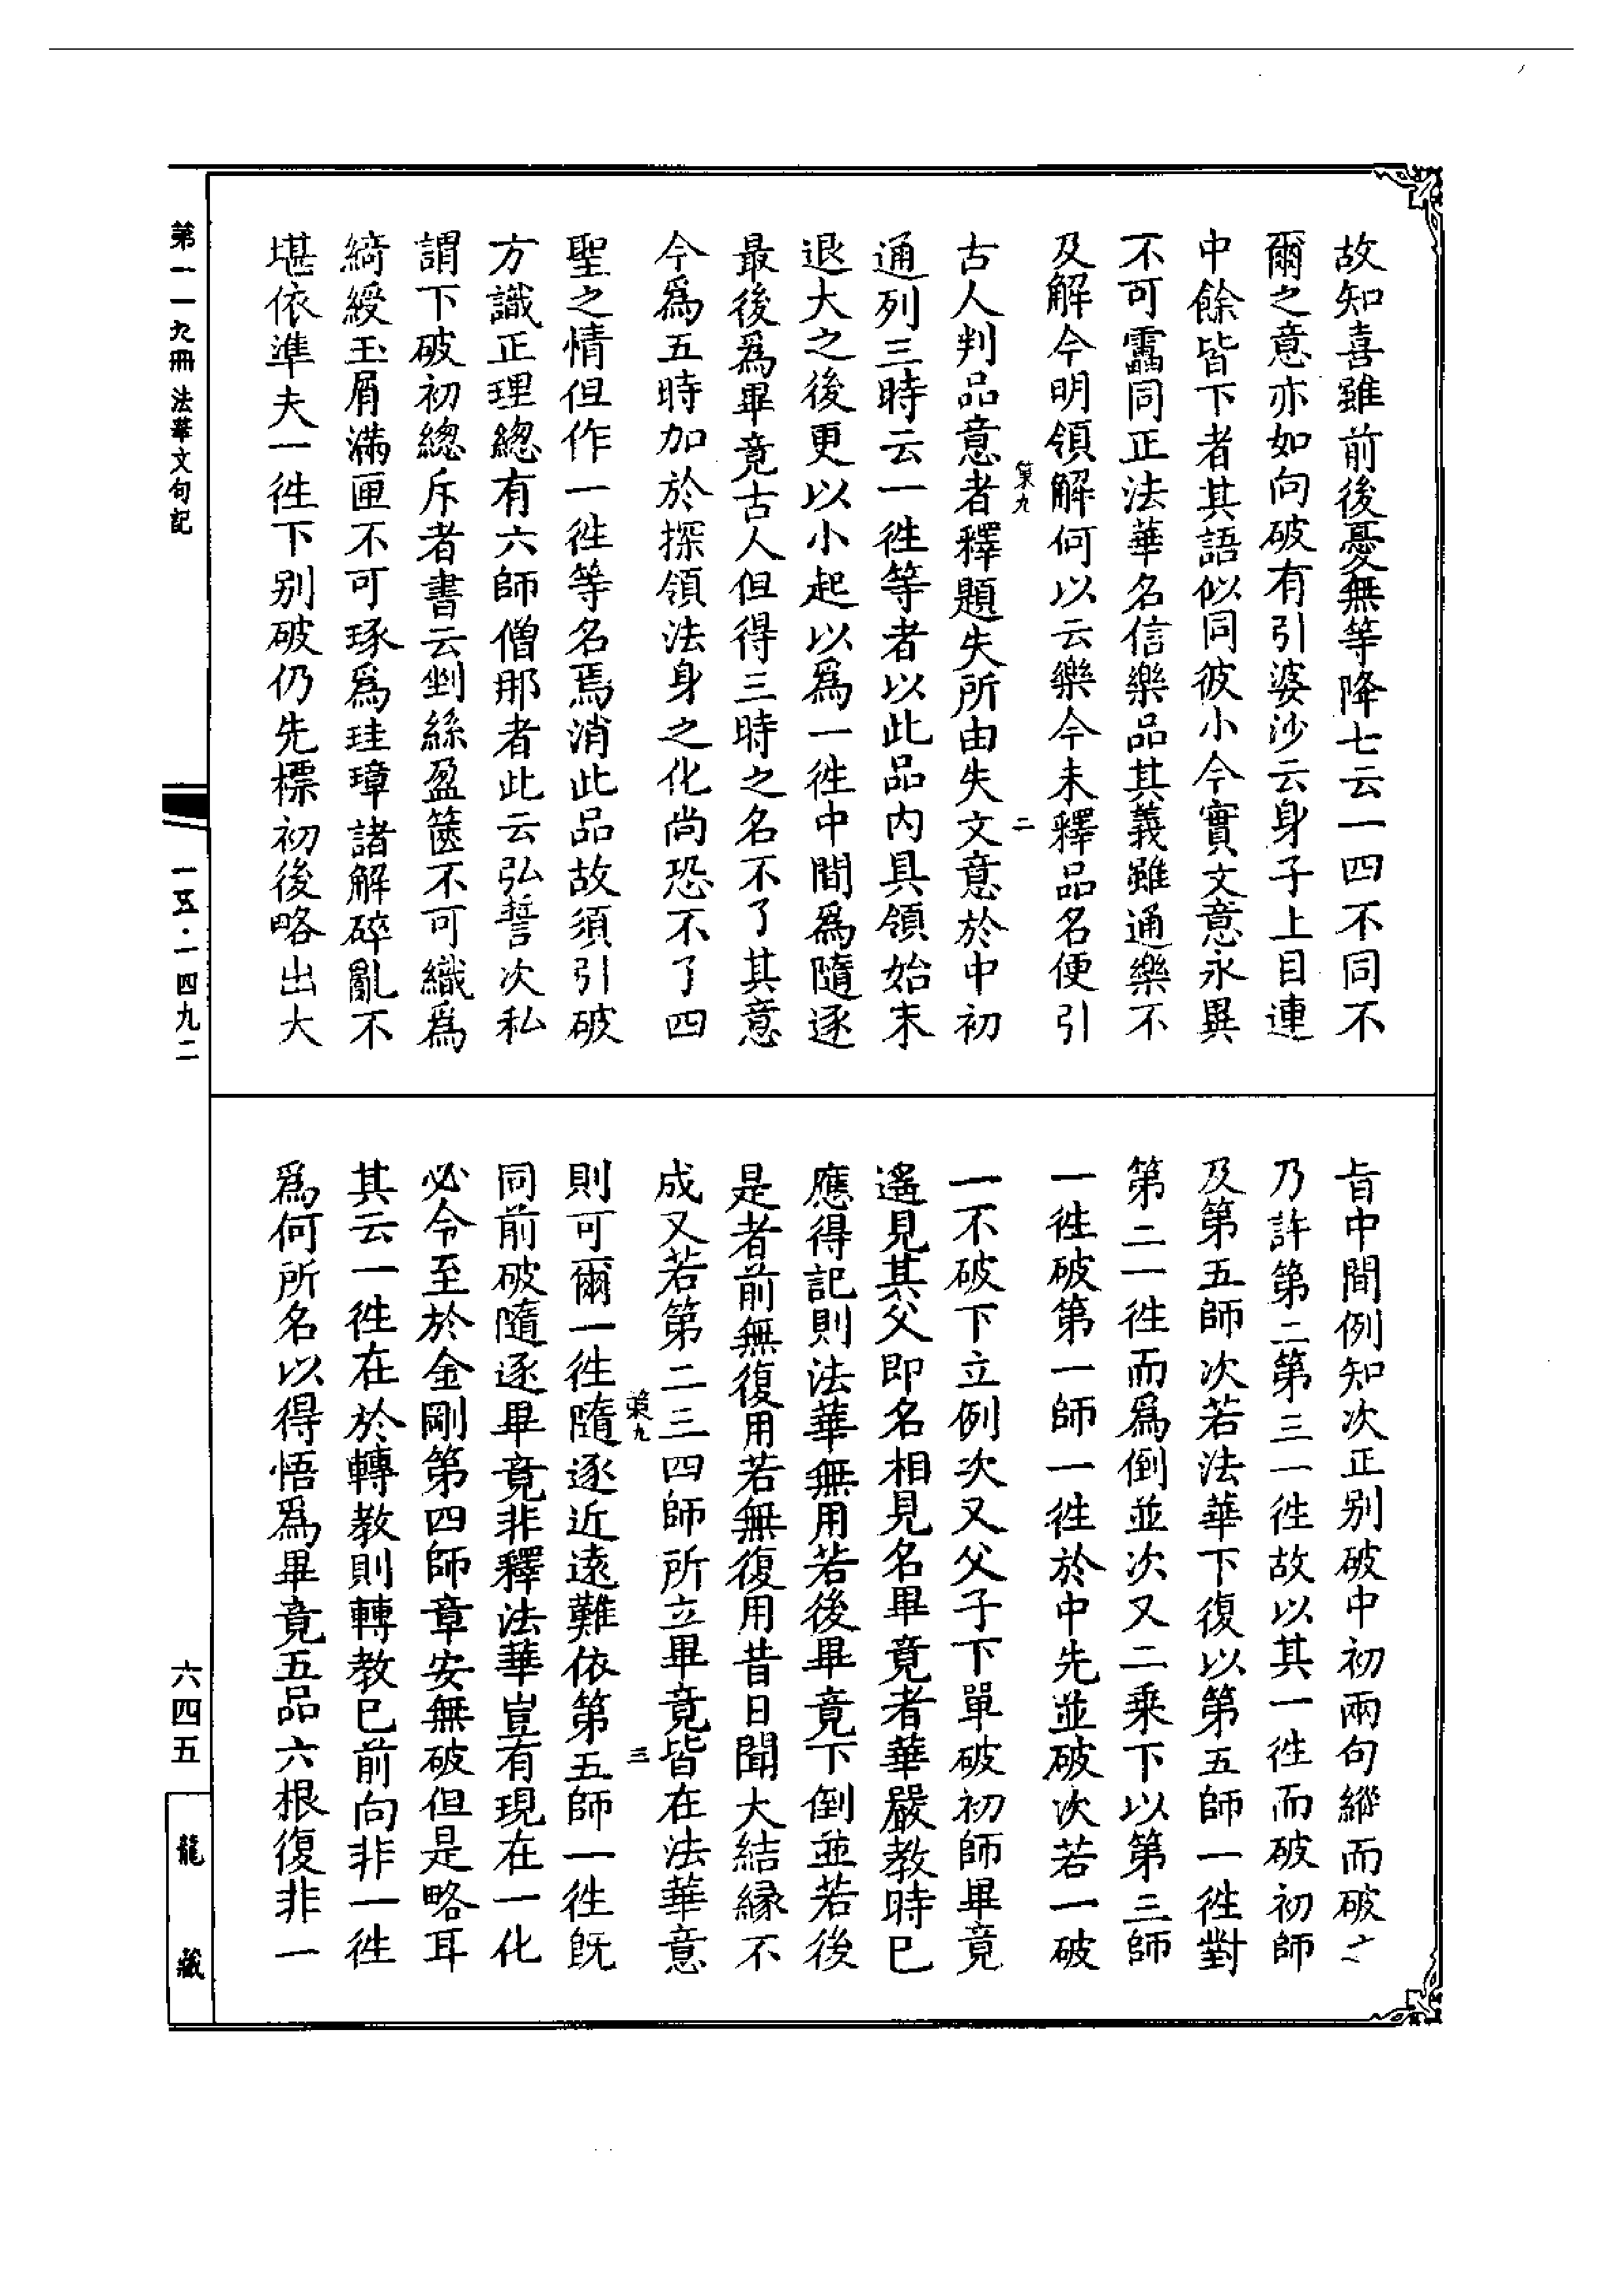 故知喜雖前後憂無等降七云一四不同不
爾之意亦如向破有引婆沙云身子上目連
中餘皆下者其語似同彼小今實文意永異
不可靁同正法華名信樂品其義雖通樂不
及解今明領解何以云樂今未釋品名便引
策九
二
古人判品意者釋題失所由失文意於中初
通列三時云一徃等者以此品内具領始末
退大之後更以小起以爲一徃中間爲隨逐
最後爲畢竟古人但得三時之名不了其意
今爲五時加於探領法身之化尚恐不了四
聖之情但作一徃等名焉消此品故須引破
方識正理總有六師僧那者此云弘誓次私
謂下破初總斥者書云剉絲盈篋不可織爲
綺綬玉屑滿匣不可琢爲珪璋諸解碎亂不
堪依準夫一徃下别破仍先標初後略出大
旨中間例知次正别破中初兩句縱而破之
乃許第二第三一徃故以其一徃而破初師
及第五師次若法華下復以第五師一徃對
第二一徃而爲倒並次又二乗下以第三師
一徃破第一師一徃於中先並破次若一破
一不破下立例次又父子下單破初師畢竟
遙見其父即名相見名畢竟者華嚴教時已
應得記則法華無用若後畢竟下倒並若後
是者前無復用若無復用昔日聞大結縁不
成又若第二三四師所立畢竟皆在法華意
策九
三
則可爾一徃隨逐近遠難依第五師一徃旣
同前破隨逐畢竟非釋法華豈有現在一化
必令至於金剛第四師章安無破但是略耳
其云一徃在於轉教則轉教已前向非一徃
爲何所名以得悟爲畢竟五品六根復非一
第一一九冊 法華文句記
一五·一四九二
六四五
龍藏